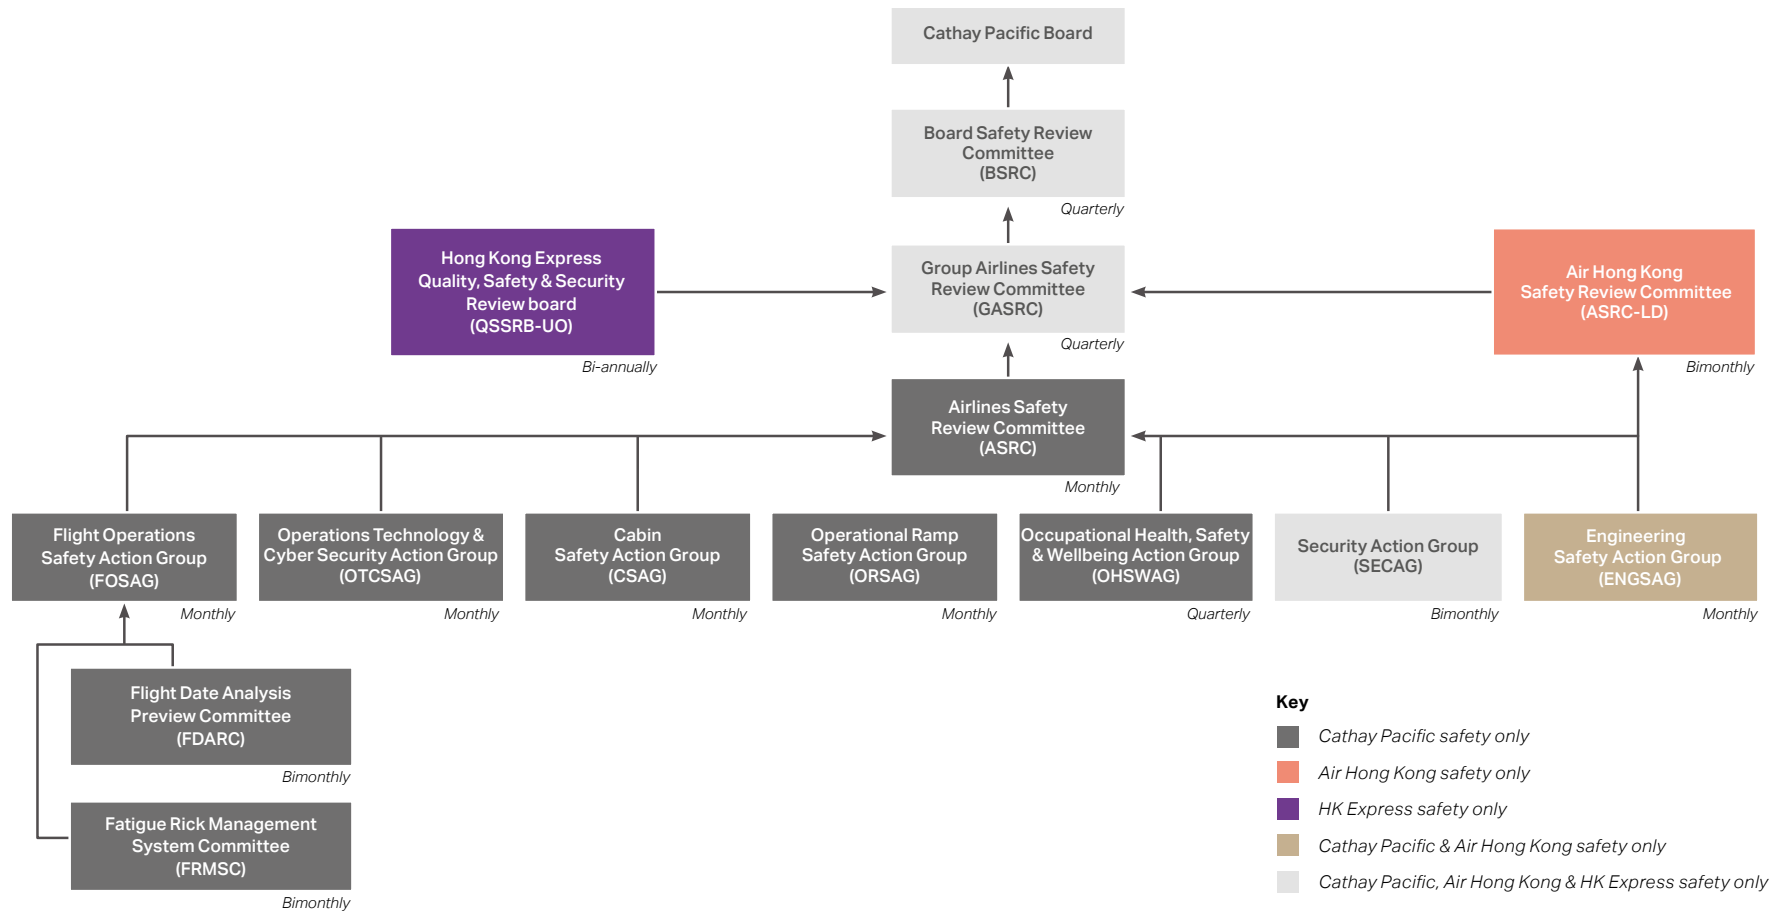 Cathay Pacific Board
Board Safety Review
Committee
(BSRC)
Quarterly
Hong Kong Express
Quality, Safety & Security
Review board
(QSSRB-UO)
Bi-annually
Group Airlines Safety
Review Committee
(GASRC)
Quarterly
Air Hong Kong
Safety Review Committee
(ASRC-LD)
Bimonthly
Airlines Safety
Review Committee
(ASRC)
Monthly
Flight Operations
Safety Action Group
(FOSAG)
Monthly
Operations Technology &
Cyber Security Action Group
(OTCSAG)
Monthly
Cabin
Safety Action Group
(CSAG)
Monthly
Operational Ramp
Safety Action Group
(ORSAG)
Monthly
Occupational Health, Safety
& Wellbeing Action Group
(OHSWAG)
Quarterly
Security Action Group
(SECAG)
Bimonthly
Engineering
Safety Action Group
(ENGSAG)
Monthly
Flight Date Analysis
Preview Committee
(FDARC)
Bimonthly
Fatigue Rick Management
System Committee
(FRMSC)
Bimonthly
Key
Cathay Pacific safety only
Air Hong Kong safety only
HK Express safety only
Cathay Pacific & Air Hong Kong safety only
Cathay Pacific, Air Hong Kong & HK Express safety only